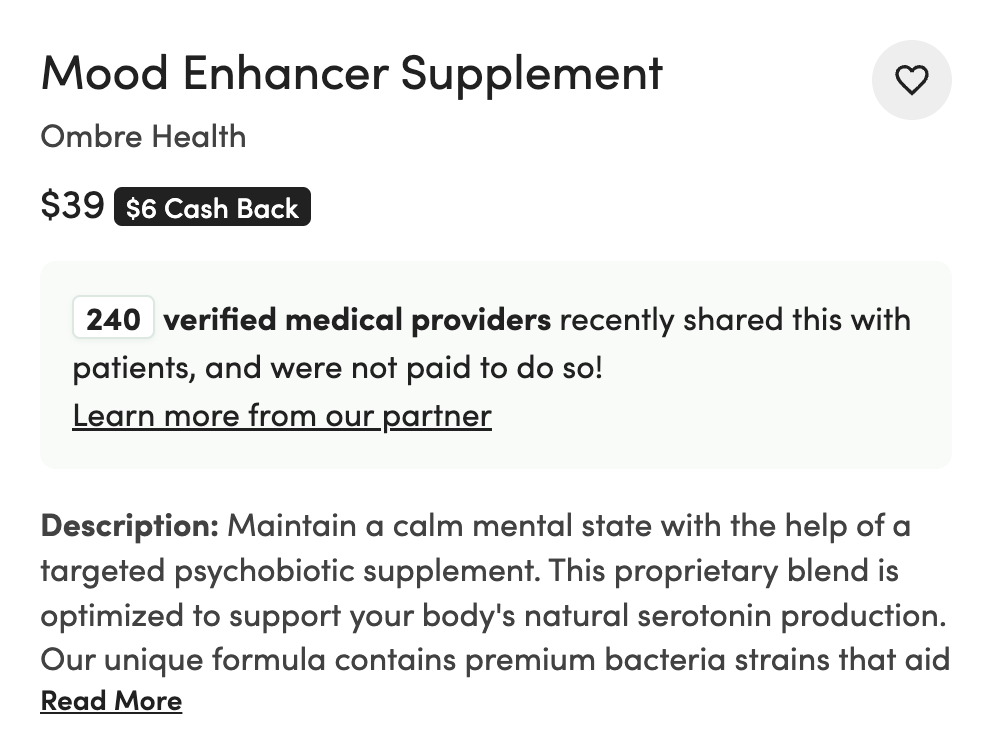 Mood Enhancer Supplement
Ombre Health
$39 $6 Cash Back
240 verified medical providers recently shared this with
patients, and were not paid to do so!
Learn more from our partner
Description: Maintain a calm mental state with the help of a
targeted psychobiotic supplement. This proprietary blend is
optimized to support your body's natural serotonin production.
Our unique formula contains premium bacteria strains that aid
Read More